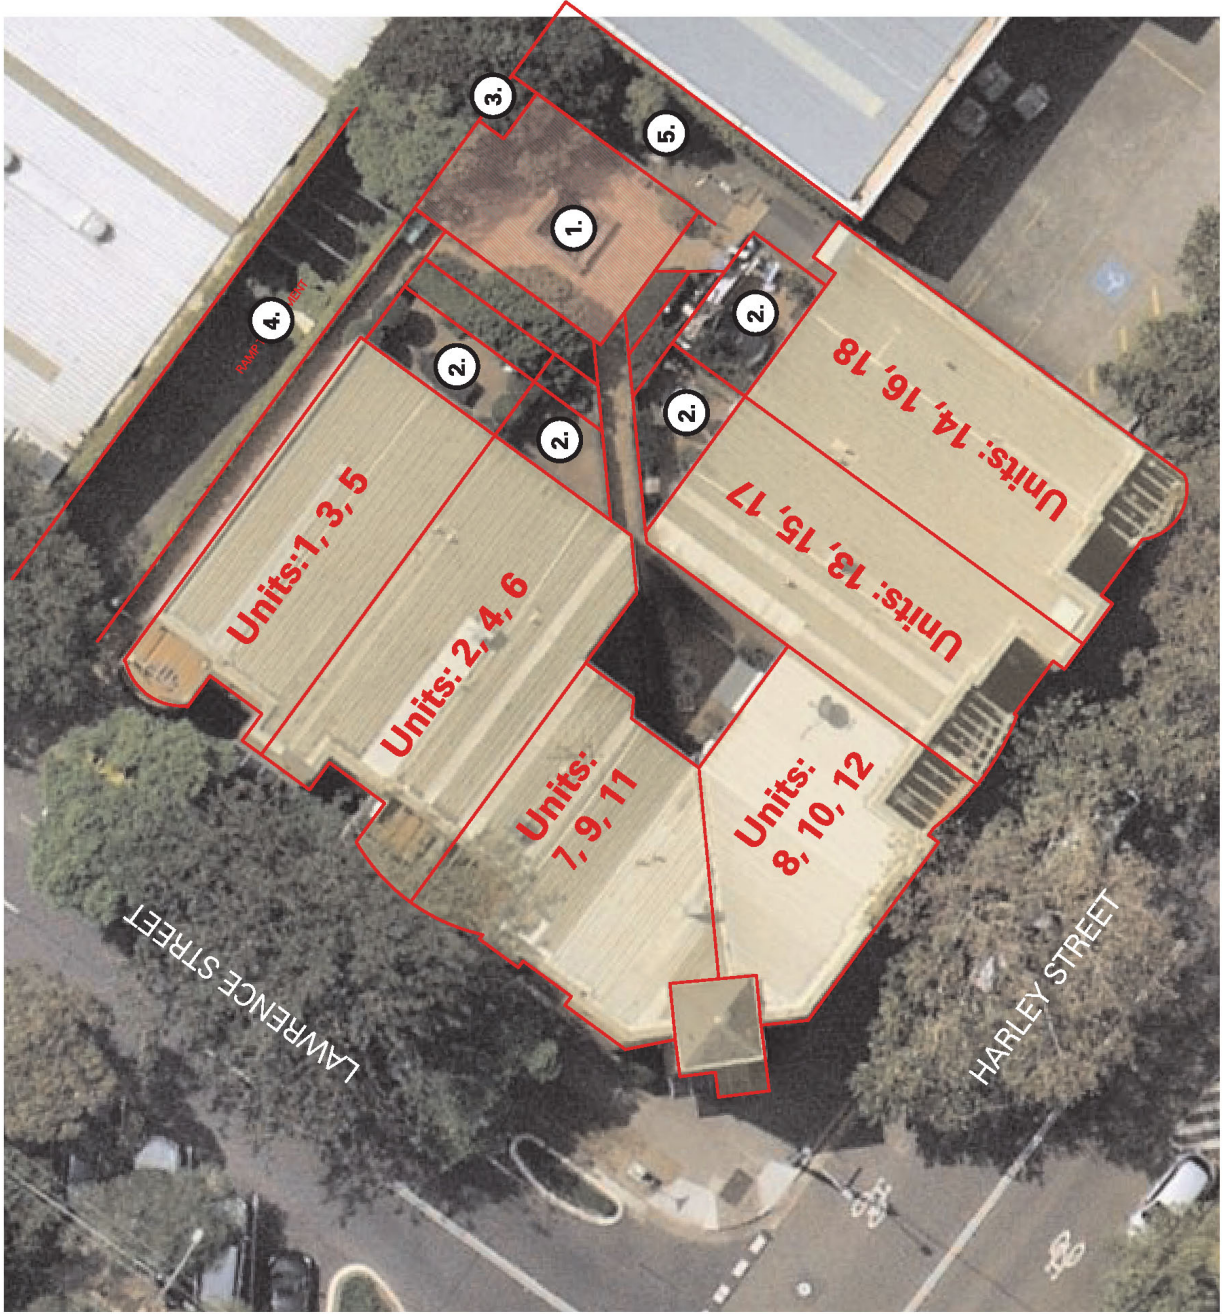 3.
5.
1.
4.
RAMP
2.
2.
2.
2.
Units:1, 3, 5
Units: 2, 4, 6
Units:
7, 9, 11
Units:
8, 10, 12
Units: 13, 15, 17
Units: 14, 16, 18
LAWRENCE STREET
HARLEY STREET